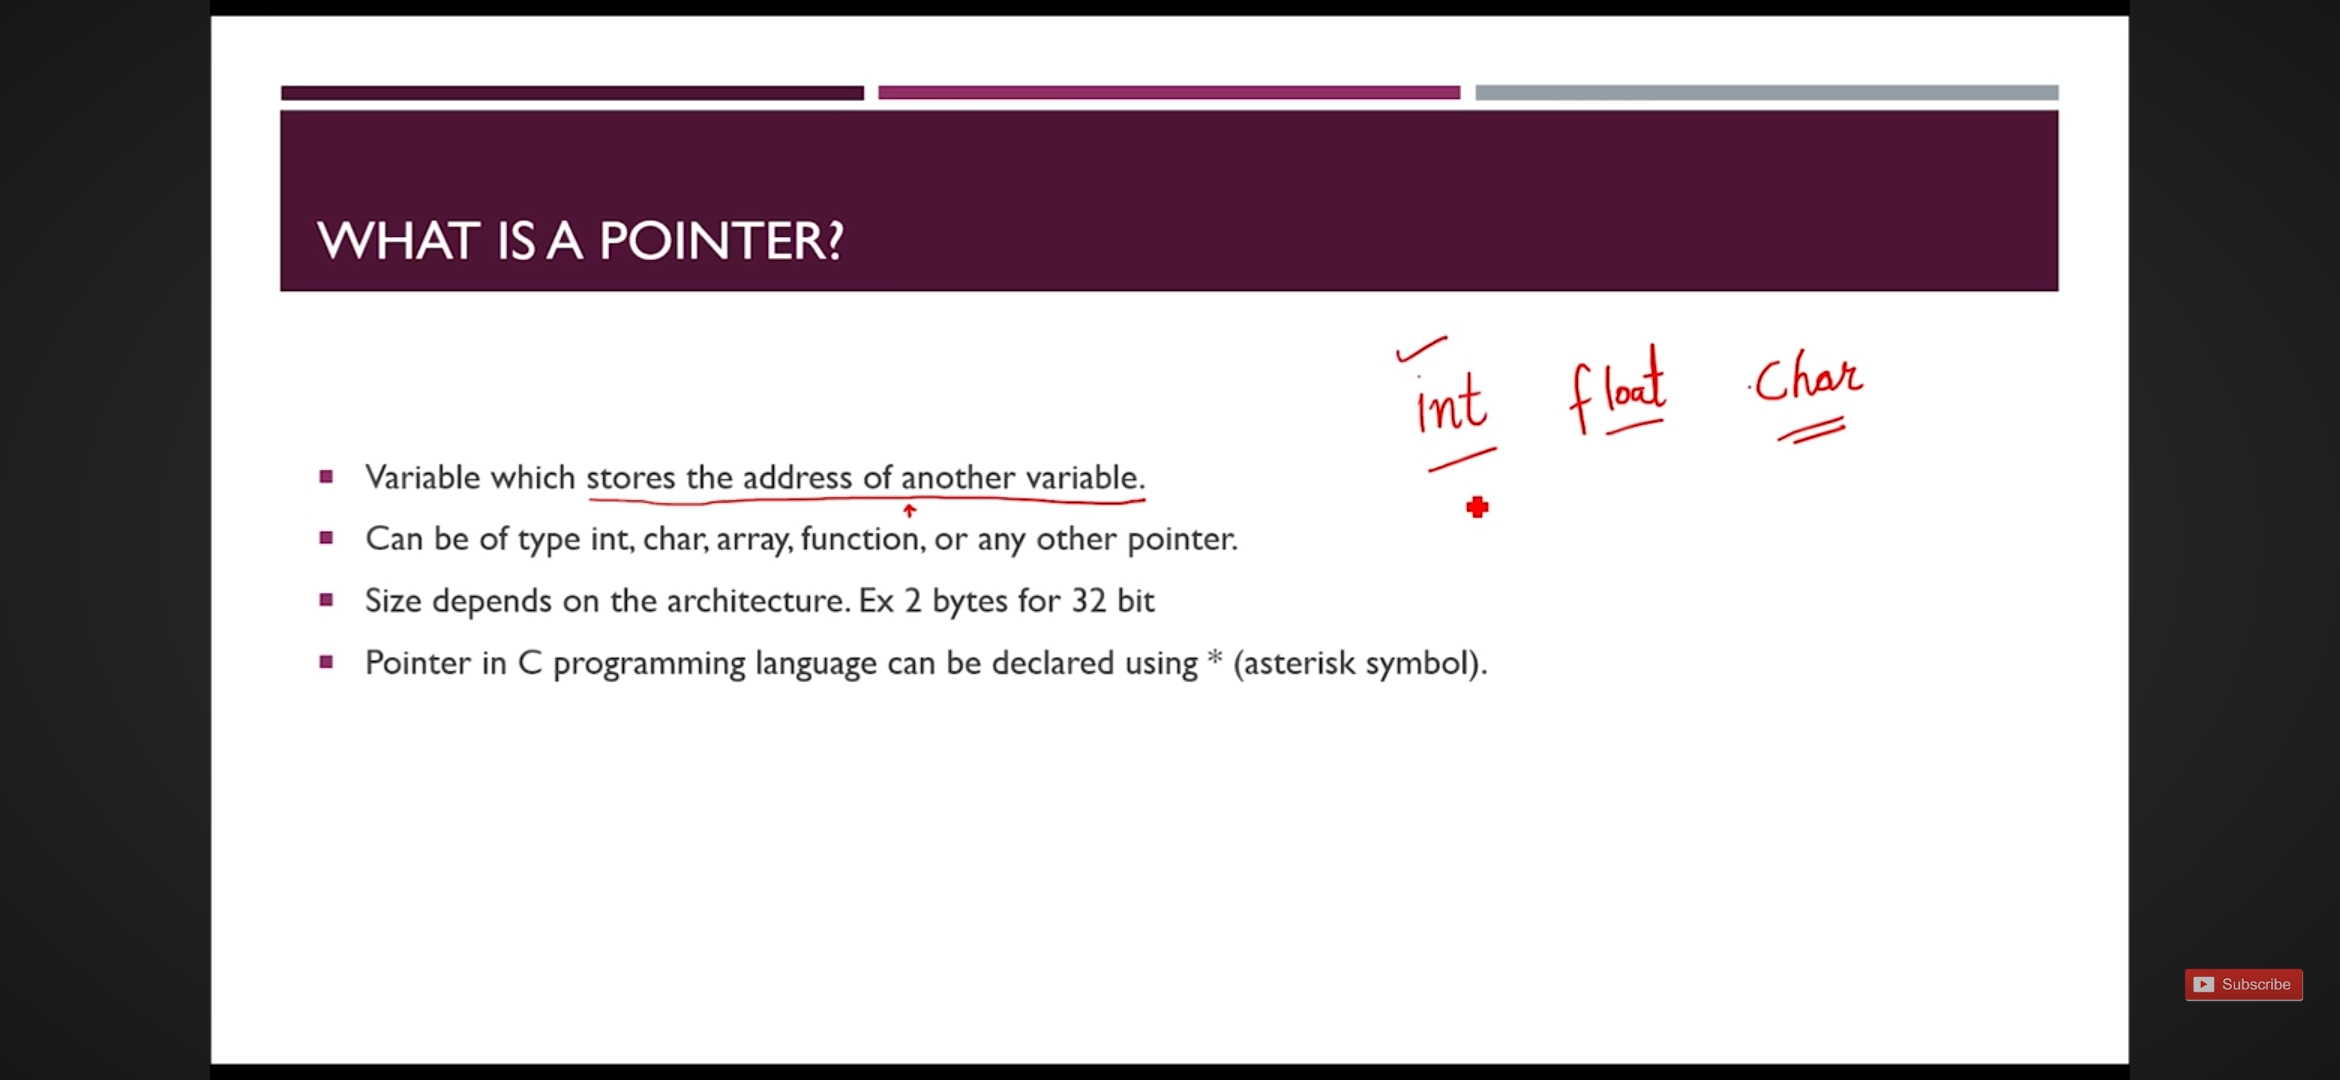 WHAT IS A POINTER?
int float char
Variable which stores the address of another variable.
Can be of type int, char, array, function, or any other pointer.
Size depends on the architecture. Ex 2 bytes for 32 bit
Pointer in C programming language can be declared using * (asterisk symbol).
Subscribe